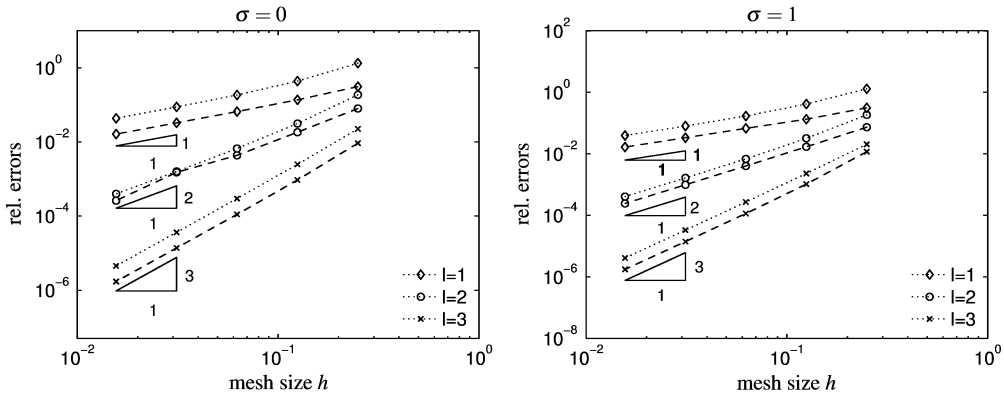 σ = 0
10^0
10^-2
10^-4
10^-6
rel. errors
1
1
2
1
3
1
l=1
l=2
l=3
10^-2
10^-1
10^0
mesh size h
σ = 1
10^2
10^0
10^-2
10^-4
10^-6
10^-8
rel. errors
1
1
2
1
3
1
l=1
l=2
l=3
10^-2
10^-1
10^0
mesh size h